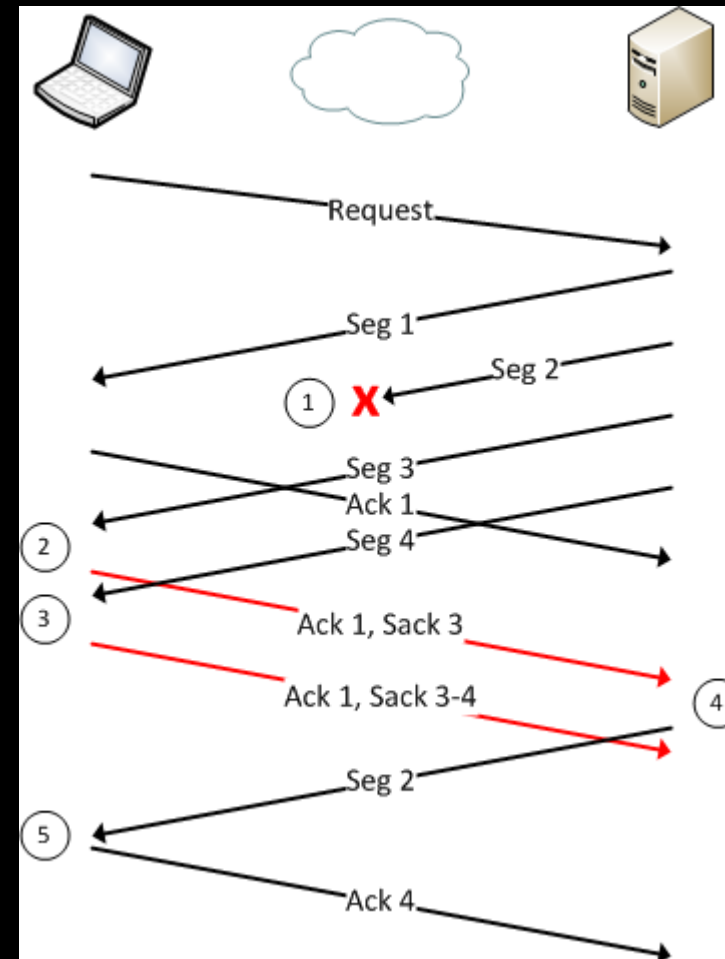 Request
Seg 1
Seg 2
1
X
Seg 3
Ack 1
Seg 4
2
3
Ack 1, Sack 3
Ack 1, Sack 3-4
4
Seg 2
5
Ack 4